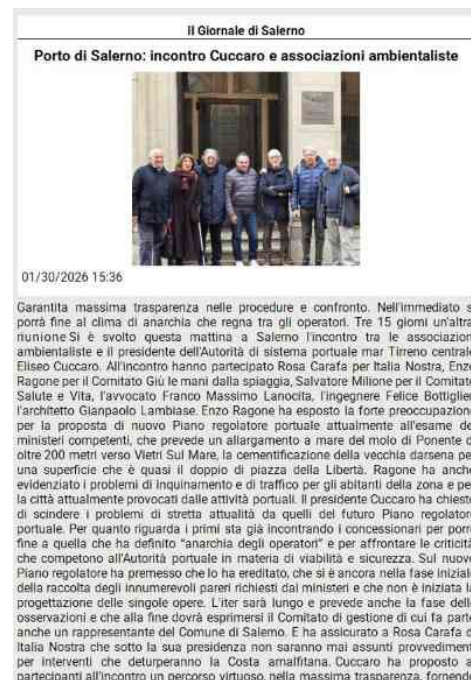 Il Giornale di Salerno
Porto di Salerno: incontro Cuccaro e associazioni ambientaliste
01/30/2026 15:36
Garantita massima trasparenza nelle procedure e confronto. Nell'immediato s
porrà fine al clima di anarchia che regna tra gli operatori. Tre 15 giorni un'altra
riunione Si è svolto questa mattina a Salerno l'incontro tra le associazion
ambientaliste e il presidente dell'Autorità di sistema portuale mar Tirreno centrale
Eliseo Cuccaro. All'incontro hanno partecipato Rosa Carafa per Italia Nostra, Enzo
Ragone per il Comitato Giù le mani dalla spiaggia, Salvatore Milione per il Comitato
Salute e Vita, l'avvocato Franco Massimo Lanocita, l'ingegnere Felice Bottiglier
l'architetto Gianpaolo Lambiase. Enzo Ragone ha esposto la forte preoccupazione
per la proposta di nuovo Piano regolatore portuale attualmente all'esame de
ministeri competenti, che prevede un allargamento a mare del molo di Ponente d
oltre 200 metri verso Vietri Sul Mare, la cementificazione della vecchia darsena pe
una superficie che è quasi il doppio di piazza della Libertà. Ragone ha anche
evidenziato i problemi di inquinamento e di traffico per gli abitanti della zona e pe
la città attualmente provocati dalle attività portuali. Il presidente Cuccaro ha chiesto
di scindere i problemi di stretta attualità da quelli del futuro Piano regolatore
portuale. Per quanto riguarda i primi sta già incontrando i concessionari per porre
fine a quella che ha definito "anarchia degli operatori" e per affrontare le criticità
che competono all'Autorità portuale in materia di viabilità e sicurezza. Sul nuovo
Piano regolatore ha premesso che lo ha ereditato, che si è ancora nella fase iniziale
della raccolta degli innumerevoli pareri richiesti dai ministeri e che non è iniziata la
progettazione delle singole opere. L'iter sarà lungo e prevede anche la fase delle
osservazioni e che alla fine dovrà esprimersi il Comitato di gestione di cui fa parte
anche un rappresentante del Comune di Salerno. E ha assicurato a Rosa Carafa d
Italia Nostra che sotto la sua presidenza non saranno mai assunti provvediment
per interventi che deturperanno la Costa amalfitana. Cuccaro ha proposto a
partecipanti all'incontro un percorso virtuoso, nella massima trasparenza, fornendo